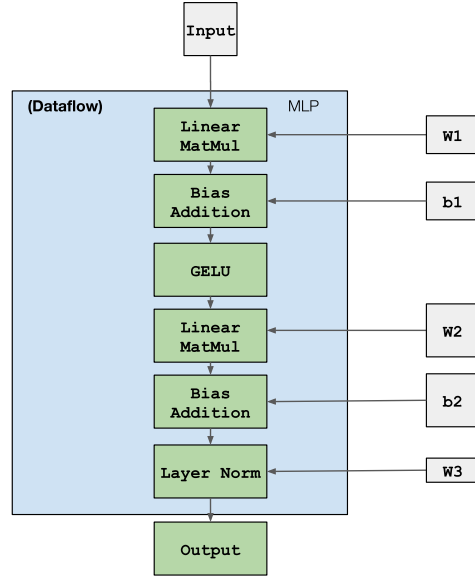 Input
(Dataflow)
MLP
Linear
MatMul
W1
Bias
Addition
b1
GELU
Linear
MatMul
W2
Bias
Addition
b2
Layer Norm
W3
Output